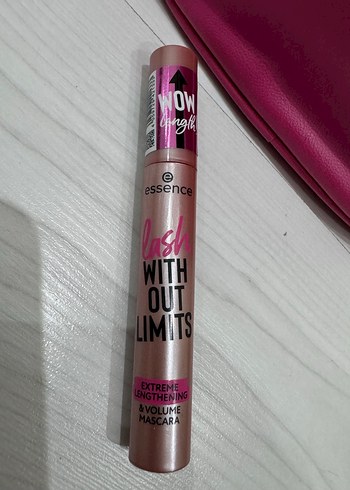 WOW
length!
essence
lash
WITH
OUT
LIMITS
EXTREME
LENGTHENING
& VOLUME
MASCARA